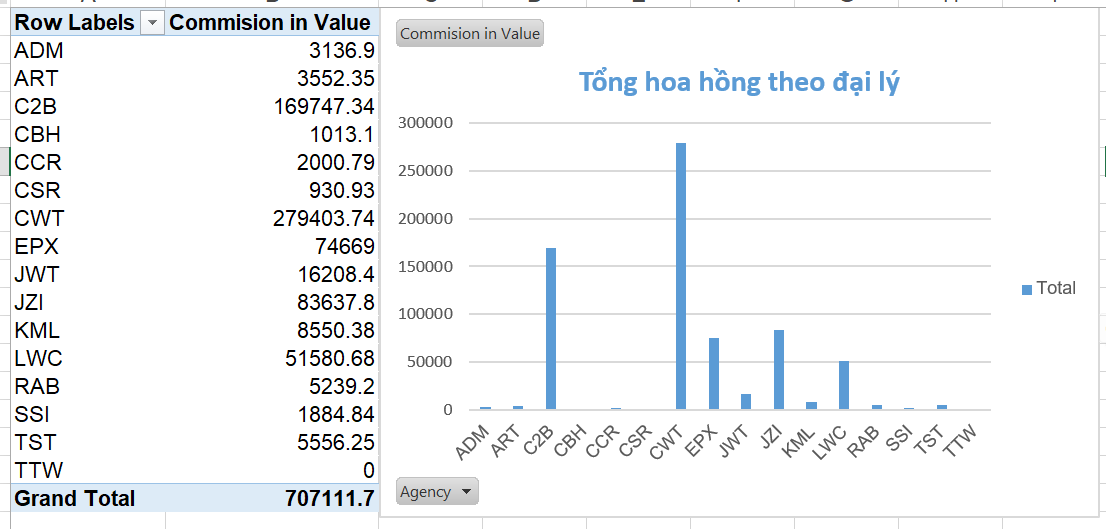 Row Labels Commision in Value
ADM 3136.9
ART 3552.35
C2B 169747.34
CBH 1013.1
CCR 2000.79
CSR 930.93
CWT 279403.74
EPX 74669
JWT 16208.4
JZI 83637.8
KML 8550.38
LWC 51580.68
RAB 5239.2
SSI 1884.84
TST 5556.25
TTW 0
Grand Total 707111.7
Commision in Value
Tổng hoa hồng theo đại lý
300000
250000
200000
150000
100000
50000
0
ADM ART C2B CBH CCR CSR CWT EPX JWT JZI KML LWC RAB SSI TST TTW
Total
Agency